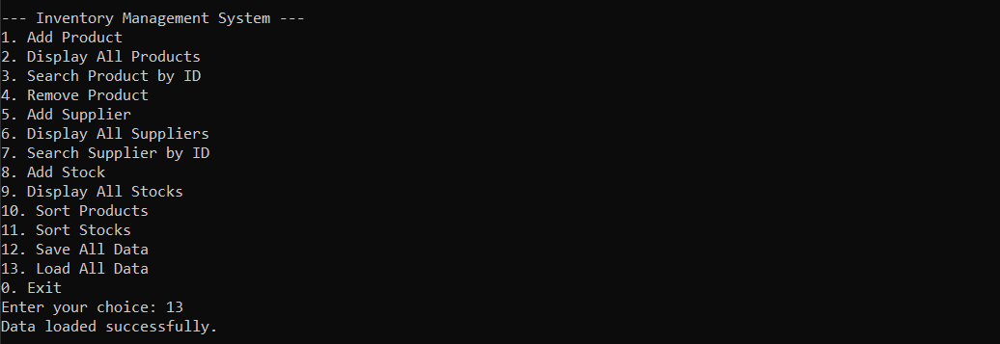 --- Inventory Management System ---
1. Add Product
2. Display All Products
3. Search Product by ID
4. Remove Product
5. Add Supplier
6. Display All Suppliers
7. Search Supplier by ID
8. Add Stock
9. Display All Stocks
10. Sort Products
11. Sort Stocks
12. Save All Data
13. Load All Data
0. Exit
Enter your choice: 13
Data loaded successfully.